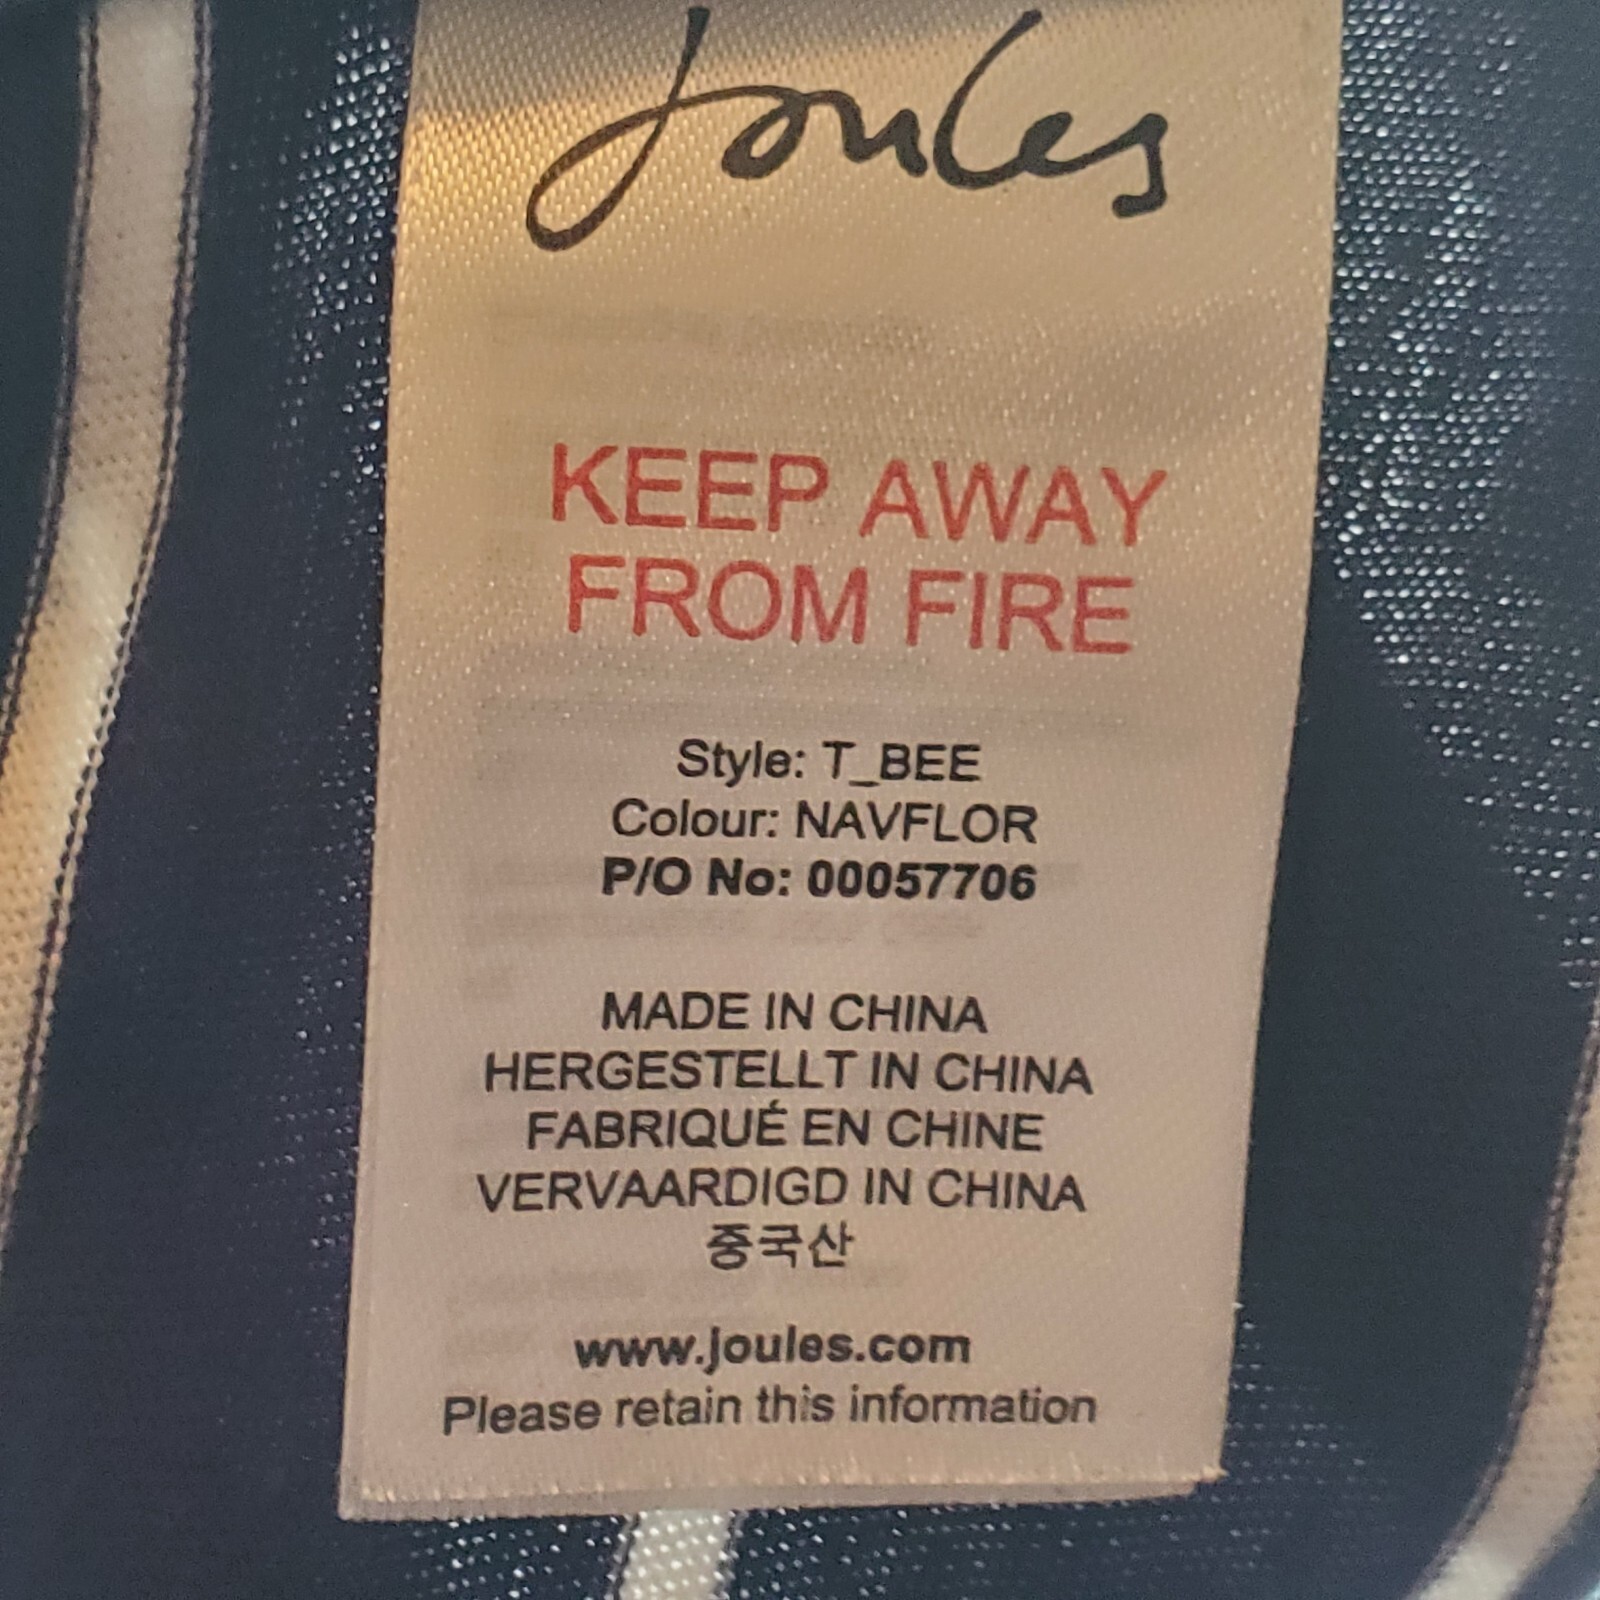 Joules
KEEP AWAY
FROM FIRE
Style: T_BEE
Colour: NAVFLOR
P/O No: 00057706
MADE IN CHINA
HERGESTELLT IN CHINA
FABRIQUÉ EN CHINE
VERVAARDIGD IN CHINA
중국산
www.joules.com
Please retain this information